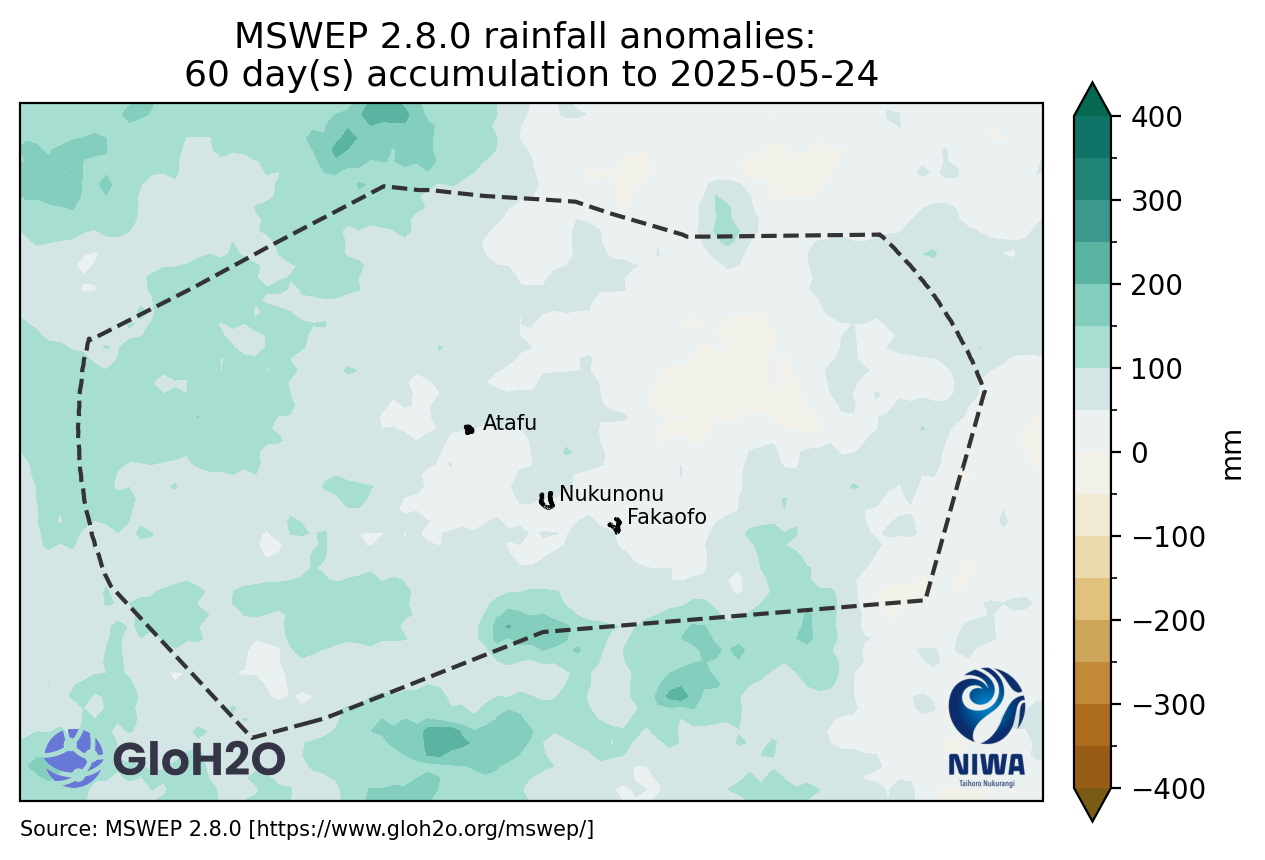 MSWEP 2.8.0 rainfall anomalies:
60 day(s) accumulation to 2025-05-24
400
300
200
100
0
−100
−200
−300
−400
mm
Atafu
Nukunonu
Fakaofo
GloH2O
NIWA
Taihoro Nukurangi
Source: MSWEP 2.8.0 [https://www.gloh2o.org/mswep/]